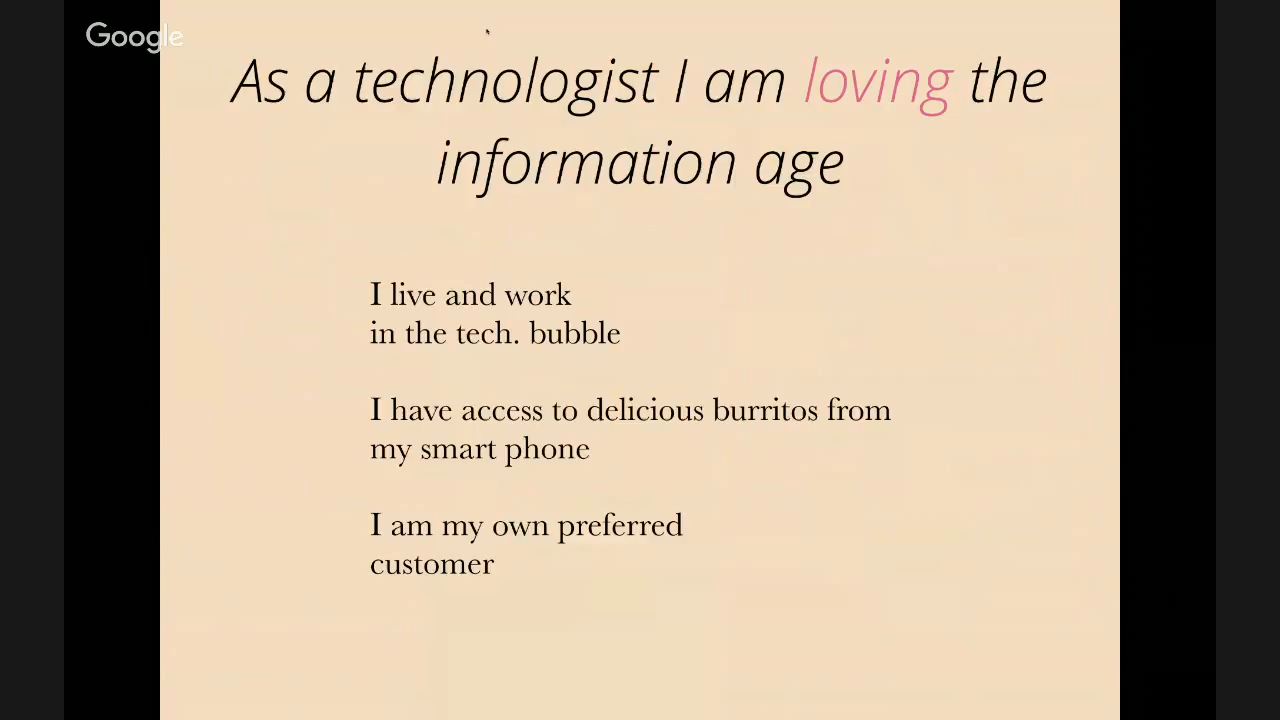 Google
As a technologist I am loving the
information age
I live and work
in the tech. bubble
I have access to delicious burritos from
my smart phone
I am my own preferred
customer